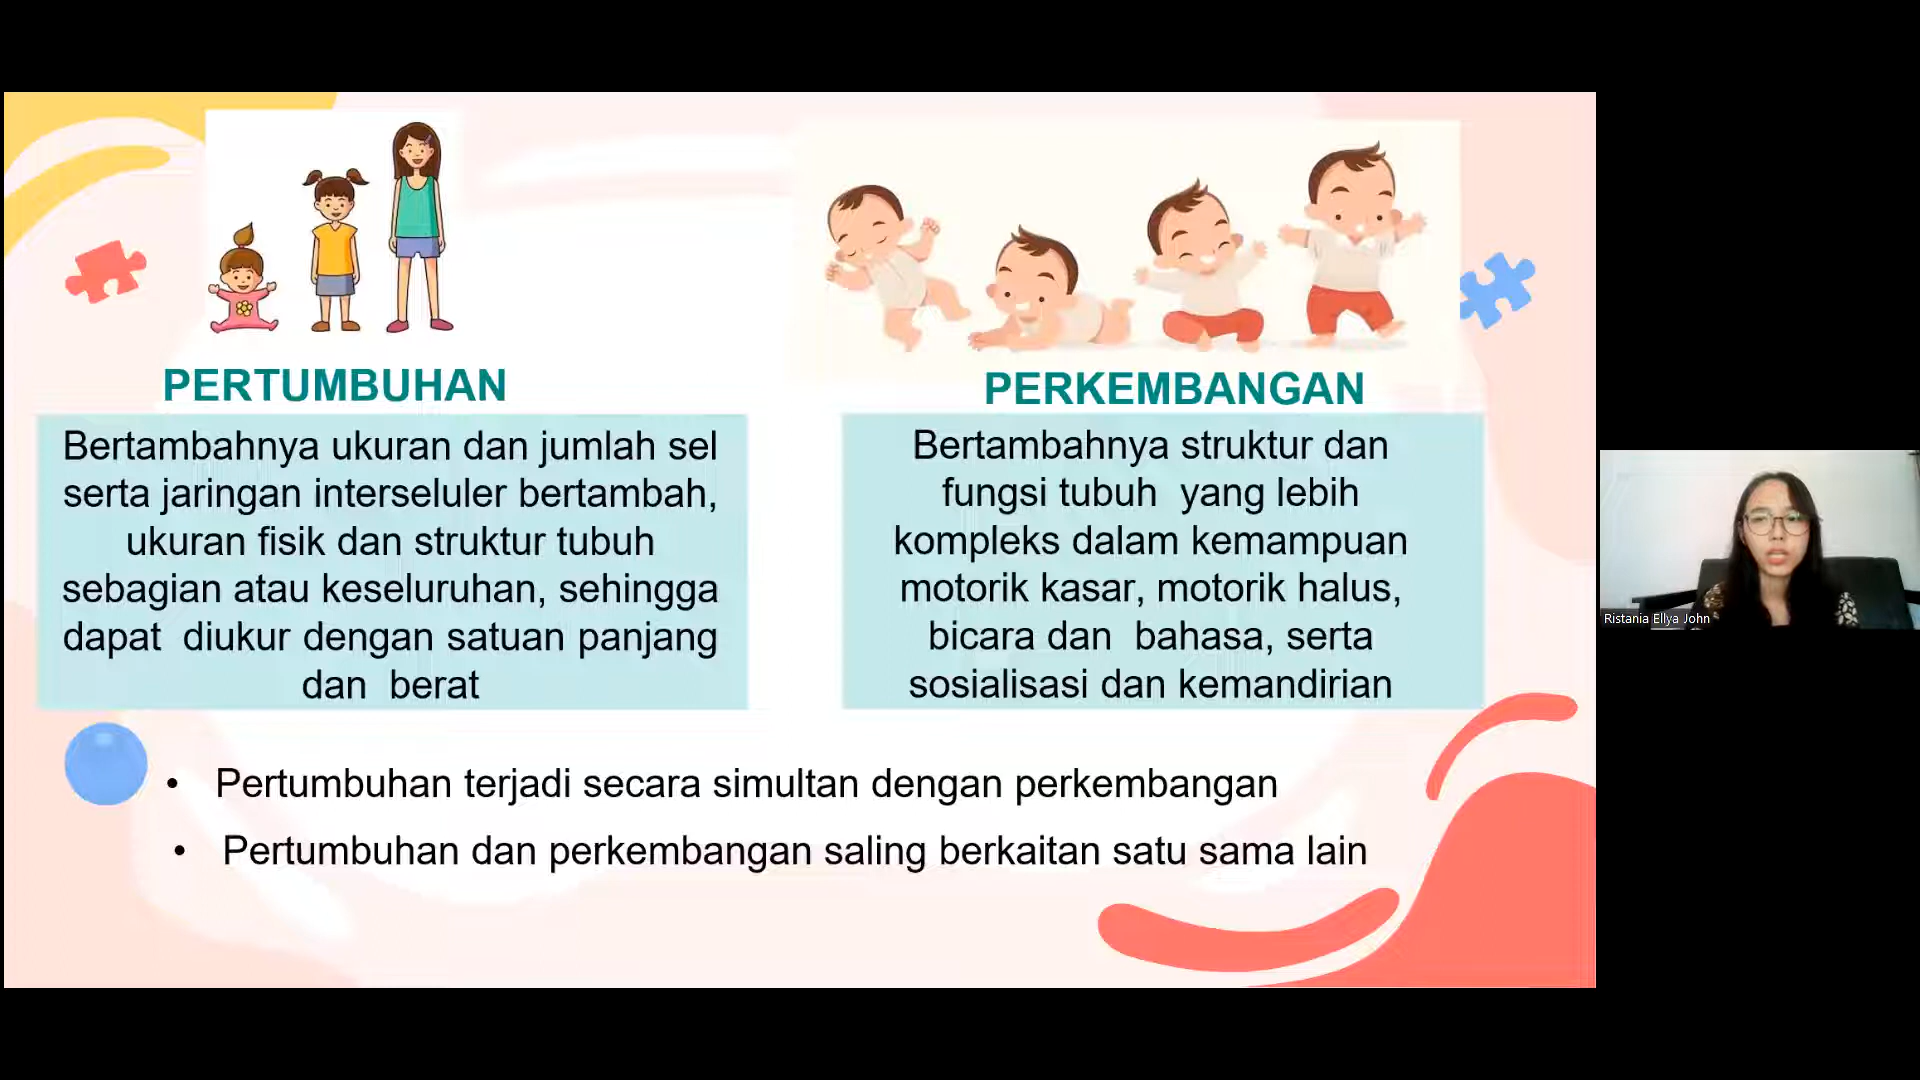 PERTUMBUHAN
Bertambahnya ukuran dan jumlah sel
serta jaringan interseluler bertambah,
ukuran fisik dan struktur tubuh
sebagian atau keseluruhan, sehingga
dapat diukur dengan satuan panjang
dan berat
PERKEMBANGAN
Bertambahnya struktur dan
fungsi tubuh yang lebih
kompleks dalam kemampuan
motorik kasar, motorik halus,
bicara dan bahasa, serta
sosialisasi dan kemandirian
• Pertumbuhan terjadi secara simultan dengan perkembangan
• Pertumbuhan dan perkembangan saling berkaitan satu sama lain
Ristania Ellya John